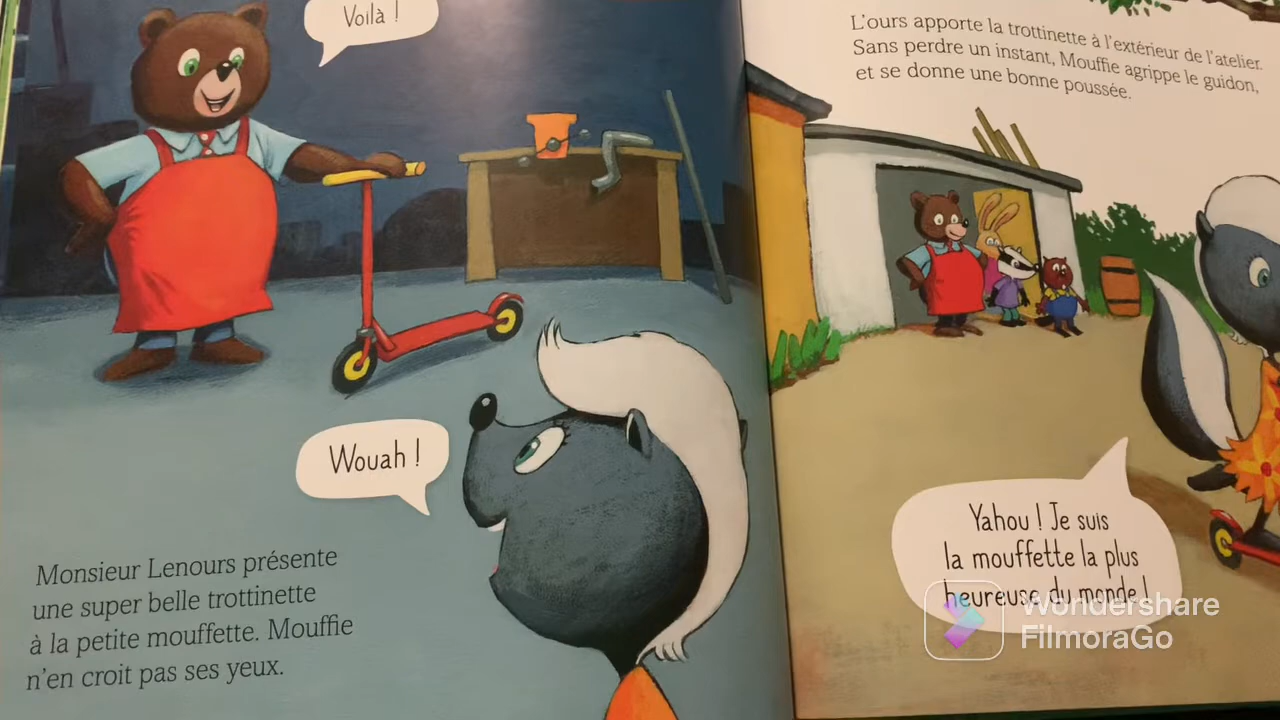 Voilà !
Wouah !
Monsieur Lenours présente
une super belle trottinette
à la petite mouffette. Mouffie
n'en croit pas ses yeux.
L'ours apporte la trottinette à l'extérieur de l'atelier.
Sans perdre un instant, Mouffie agrippe le guidon,
et se donne une bonne poussée.
Yahou ! Je suis
la mouffette la plus
heureuse du monde !
Wondershare
FilmoraGo